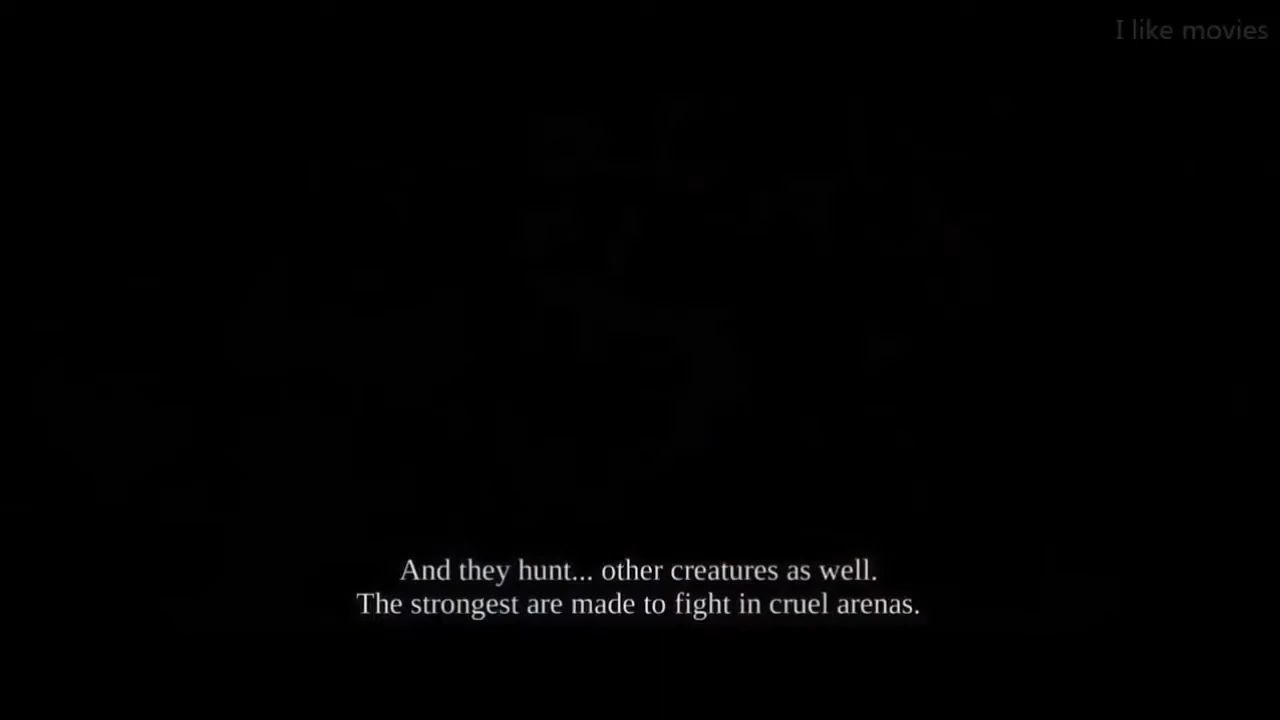 I like movies
And they hunt... other creatures as well.
The strongest are made to fight in cruel arenas.